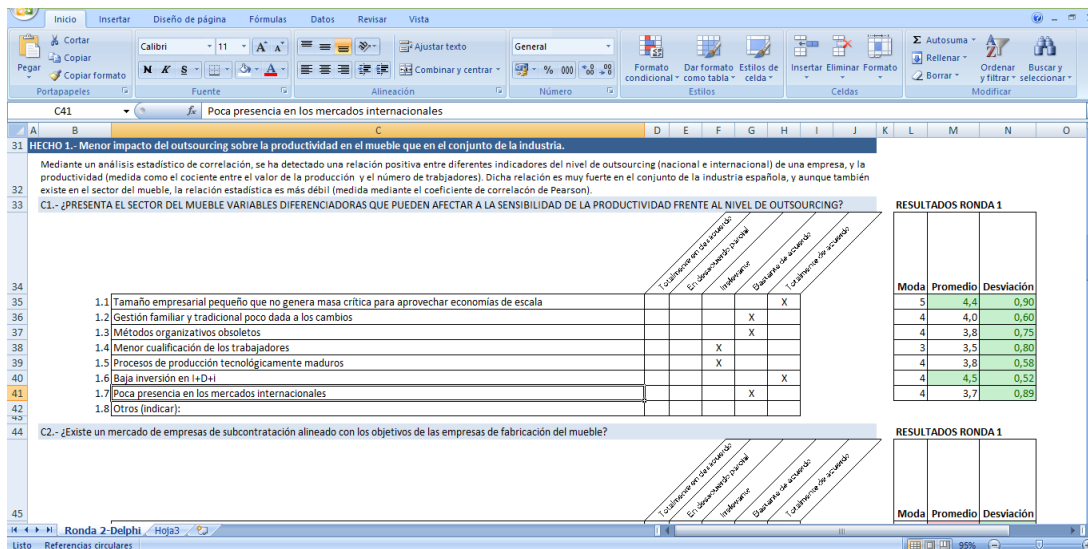 Inicio Insertar Diseño de página Fórmulas Datos Revisar Vista
Cortar
Copiar
Copiar formato
Pegar
Portapapeles
Calibri 11
N K S
Fuente
Ajustar texto
Combinar y centrar
Alineación
General
% 000
Número
Formato condicional
Dar formato como tabla
Estilos de celda
Estilos
Insertar Eliminar Formato
Celdas
Σ Autosuma
Rellenar
Borrar
Ordenar y filtrar
Buscar y seleccionar
Modificar
C41 fx Poca presencia en los mercados internacionales
A B C D E F G H I J K L M N O
31 HECHO 1.- Menor impacto del outsourcing sobre la productividad en el mueble que en el conjunto de la industria.
Mediante un análisis estadístico de correlación, se ha detectado una relación positiva entre diferentes indicadores del nivel de outsourcing (nacional e internacional) de una empresa, y la
productividad (medida como el cociente entre el valor de la producción y el número de trabjadores). Dicha relación es muy fuerte en el conjunto de la industria española, y aunque también
32 existe en el sector del mueble, la relación estadística es más débil (medida mediante el coeficiente de correlacón de Pearson).
33 C1.- ¿PRESENTA EL SECTOR DEL MUEBLE VARIABLES DIFERENCIADORAS QUE PUEDEN AFECTAR A LA SENSIBILIDAD DE LA PRODUCTIVIDAD FRENTE AL NIVEL DE OUTSOURCING? RESULTADOS RONDA 1
Totalmente en desacuerdo
En desacuerdo parcial
Irrelevante
Bastante de acuerdo
Totalmente de acuerdo
34 Moda Promedio Desviación
35 1.1 Tamaño empresarial pequeño que no genera masa crítica para aprovechar economías de escala X 5 4,4 0,90
36 1.2 Gestión familiar y tradicional poco dada a los cambios X 4 4,0 0,60
37 1.3 Métodos organizativos obsoletos X 4 3,8 0,75
38 1.4 Menor cualificación de los trabajadores X 3 3,5 0,80
39 1.5 Procesos de producción tecnológicamente maduros X 4 3,8 0,58
40 1.6 Baja inversión en I+D+i X 4 4,5 0,52
41 1.7 Poca presencia en los mercados internacionales X 4 3,7 0,89
42 1.8 Otros (indicar):
43
44 C2.- ¿Existe un mercado de empresas de subcontratación alineado con los objetivos de las empresas de fabricación del mueble? RESULTADOS RONDA 1
Totalmente en desacuerdo
En desacuerdo parcial
Irrelevante
Bastante de acuerdo
Totalmente de acuerdo
45 Moda Promedio Desviación
Ronda 2-Delphi Hoja3
Listo Referencias circulares 95%